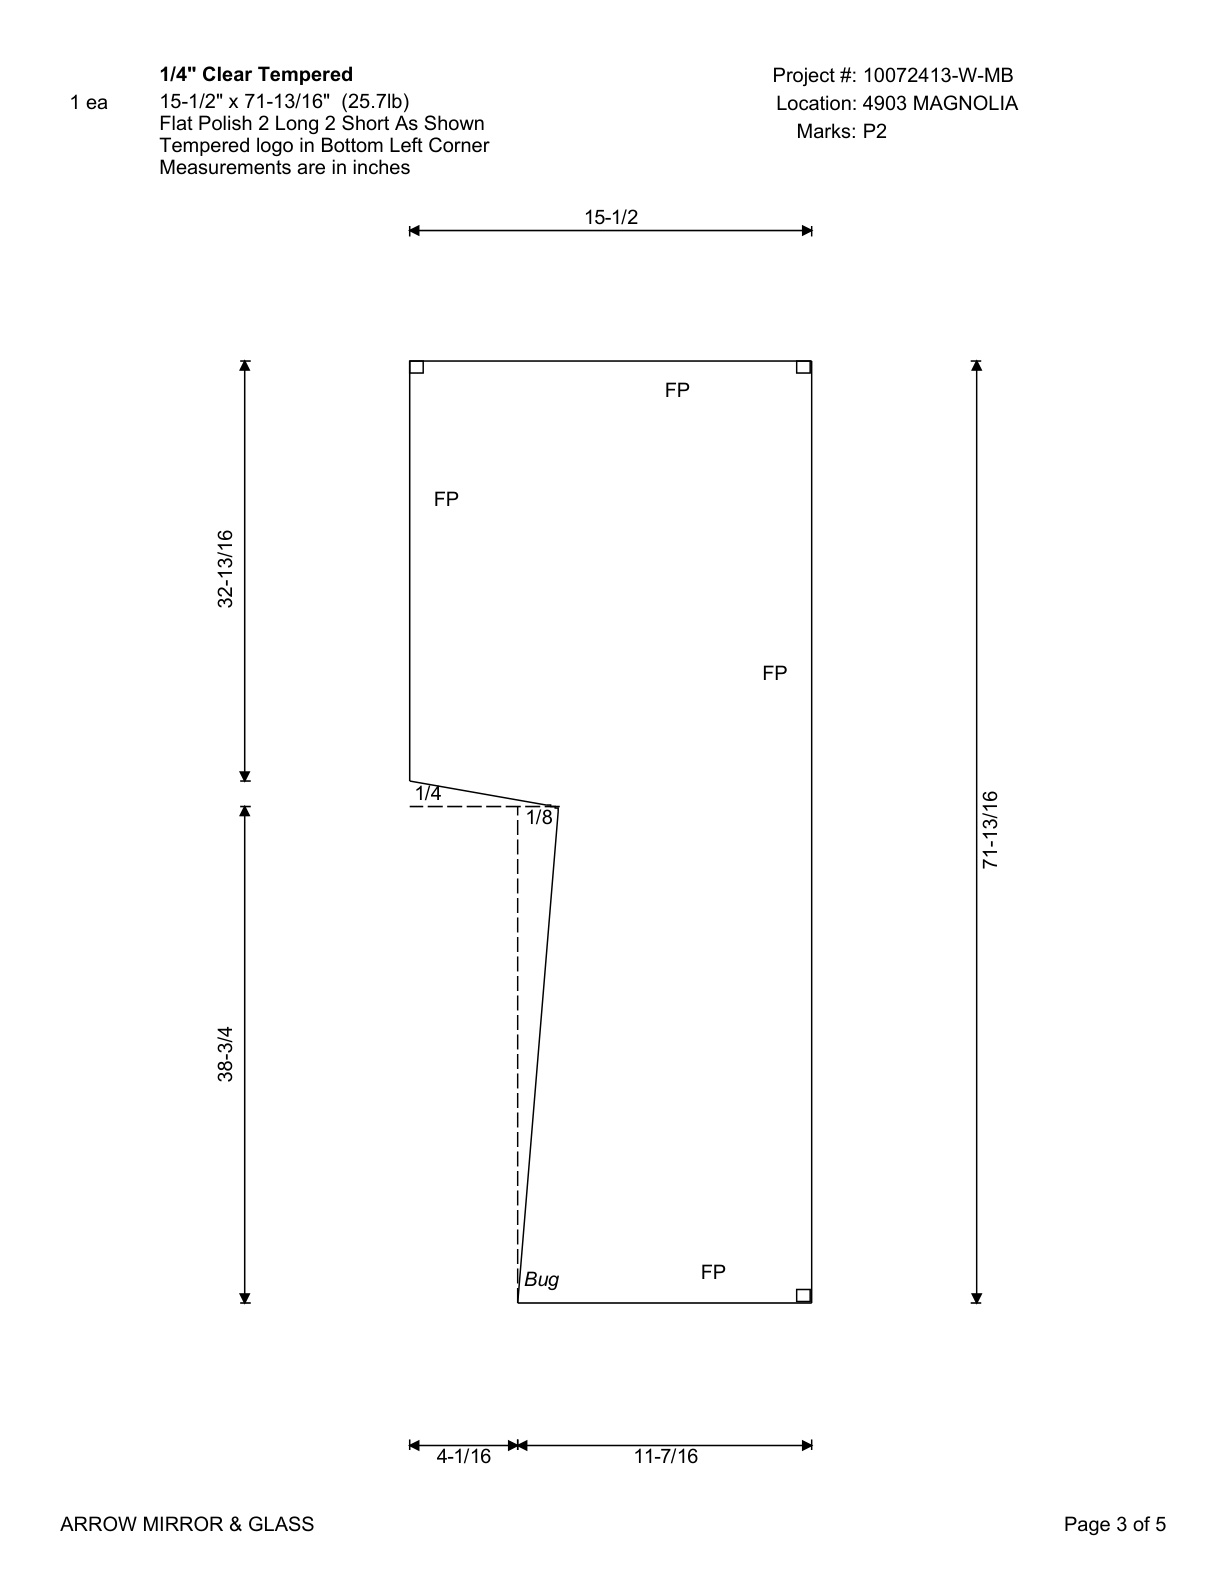 1/4" Clear Tempered
Project #: 10072413-W-MB
1 ea
15-1/2" x 71-13/16" (25.7lb)
Location: 4903 MAGNOLIA
Flat Polish 2 Long 2 Short As Shown
Marks: P2
Tempered logo in Bottom Left Corner
Measurements are in inches
15-1/2
FP
FP
32-13/16
FP
1/4
1/8
71-13/16
38-3/4
FP
Bug
4-1/16
11-7/16
ARROW MIRROR & GLASS
Page 3 of 5